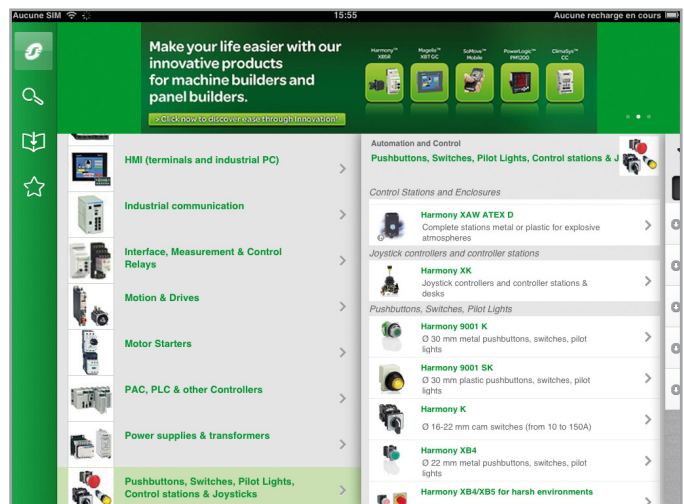 Aucune SIM
15:55
Aucune recharge en cours
Make your life easier with our
innovative products
for machine builders and
panel builders.
> Click now to discover ease through Innovation!
Harmony™
XB5R
Magelis™
XBT GC
SoMove™
Mobile
PowerLogic™
PM1200
ClimaSys™
CC
HMI (terminals and industrial PC)
Industrial communication
Interface, Measurement & Control
Relays
Motion & Drives
Motor Starters
PAC, PLC & other Controllers
Power supplies & transformers
Pushbuttons, Switches, Pilot Lights,
Control stations & Joysticks
Automation and Control
Pushbuttons, Switches, Pilot Lights, Control stations & J
Control Stations and Enclosures
Harmony XAW ATEX D
Complete stations metal or plastic for explosive
atmospheres
Joystick controllers and controller stations
Harmony XK
Joystick controllers and controller stations &
desks
Pushbuttons, Switches, Pilot Lights
Harmony 9001 K
Ø 30 mm metal pushbuttons, switches, pilot
lights
Harmony 9001 SK
Ø 30 mm plastic pushbuttons, switches, pilot
lights
Harmony K
Ø 16-22 mm cam switches (from 10 to 150A)
Harmony XB4
Ø 22 mm metal pushbuttons, switches, pilot
lights
Harmony XB4/XB5 for harsh environments